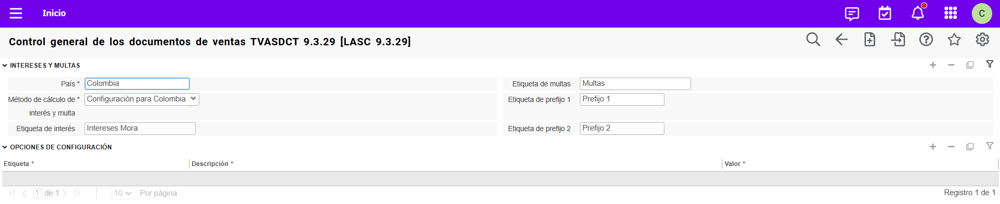 Inicio
C
Control general de los documentos de ventas TVASDCT 9.3.29 [LASC 9.3.29]
INTERESES Y MULTAS
País * Colombia
Etiqueta de multas Multas
Método de cálculo de * Configuración para Colombia
interés y multa
Etiqueta de prefijo 1 Prefijo 1
Etiqueta de interés Intereses Mora
Etiqueta de prefijo 2 Prefijo 2
OPCIONES DE CONFIGURACIÓN
Etiqueta * Descripción * Valor *
1 de 1 10 Por página Registro 1 de 1